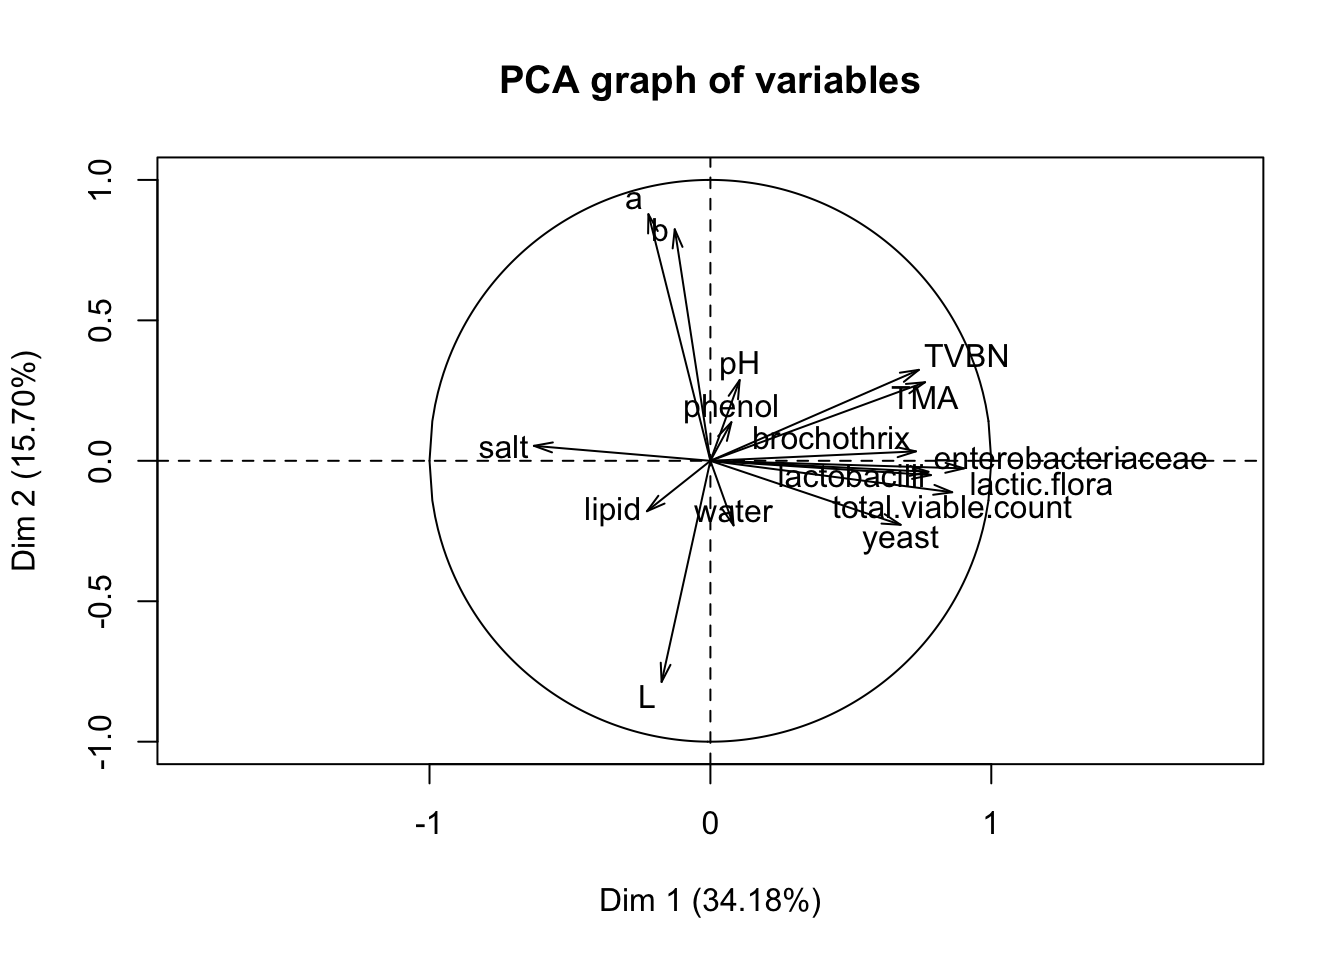 PCA graph of variables
1.0
0.5
0.0
-0.5
-1.0
Dim 2 (15.70%)
a
b
pH
TVBN
TMA
phenol
brochothrix
salt
enterobacteriaceae
lactobacilli
lactic.flora
lipid
water
total.viable.count
yeast
L
-1
0
1
Dim 1 (34.18%)